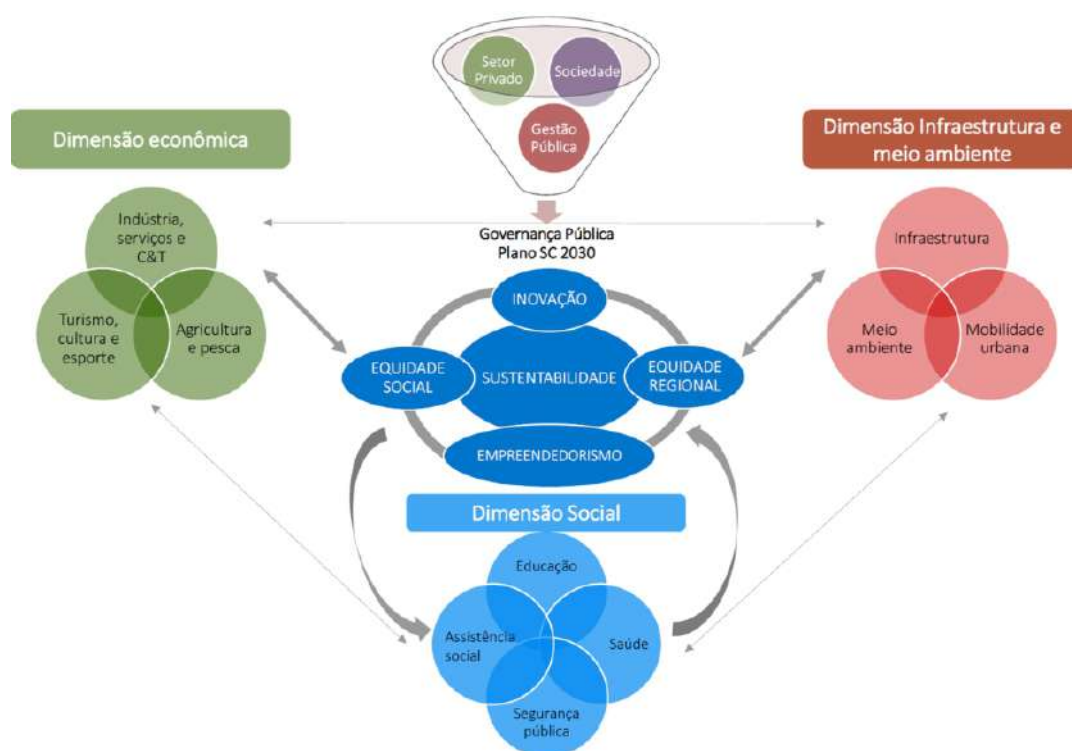 Setor
Privado
Sociedade
Gestão
Pública
Dimensão econômica
Dimensão Infraestrutura e
meio ambiente
Indústria,
serviços e
C&T
Turismo,
cultura e
esporte
Agricultura
e pesca
Governança Pública
Plano SC 2030
INOVAÇÃO
EQUIDADE
SOCIAL
SUSTENTABILIDADE
EQUIDADE
REGIONAL
EMPREENDEDORISMO
Infraestrutura
Meio
ambiente
Mobilidade
urbana
Dimensão Social
Educação
Assistência
social
Saúde
Segurança
pública